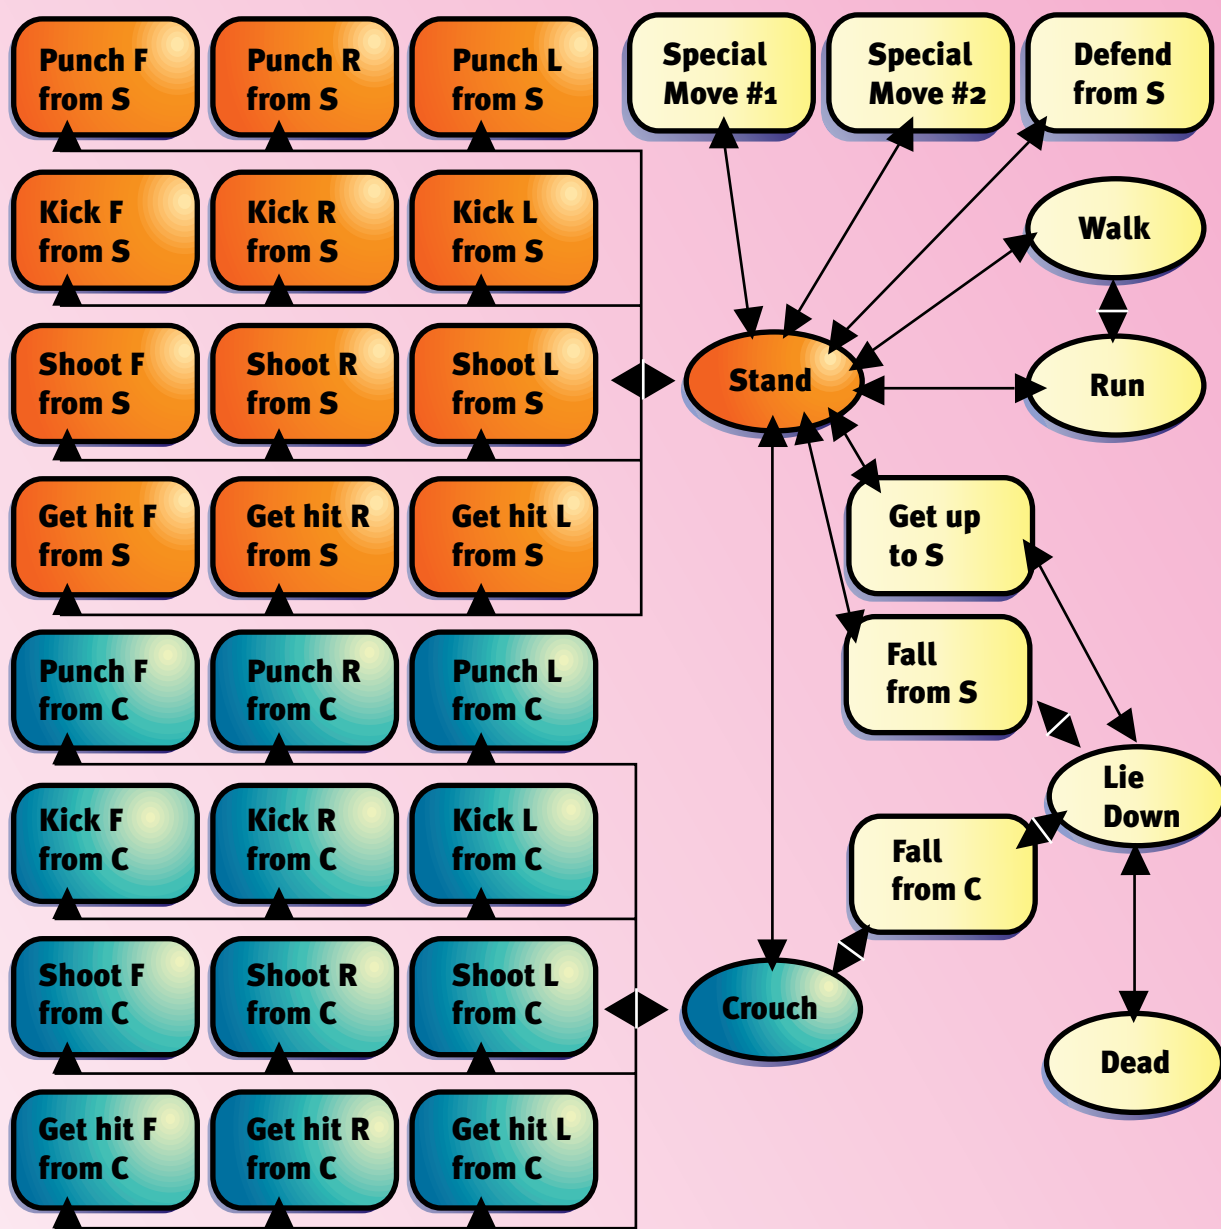 Punch F
from S
Punch R
from S
Punch L
from S
Special
Move #1
Special
Move #2
Defend
from S
Kick F
from S
Kick R
from S
Kick L
from S
Walk
Shoot F
from S
Shoot R
from S
Shoot L
from S
Stand
Run
Get hit F
from S
Get hit R
from S
Get hit L
from S
Get up
to S
Punch F
from C
Punch R
from C
Punch L
from C
Fall
from S
Lie
Down
Kick F
from C
Kick R
from C
Kick L
from C
Fall
from C
Shoot F
from C
Shoot R
from C
Shoot L
from C
Crouch
Dead
Get hit F
from C
Get hit R
from C
Get hit L
from C